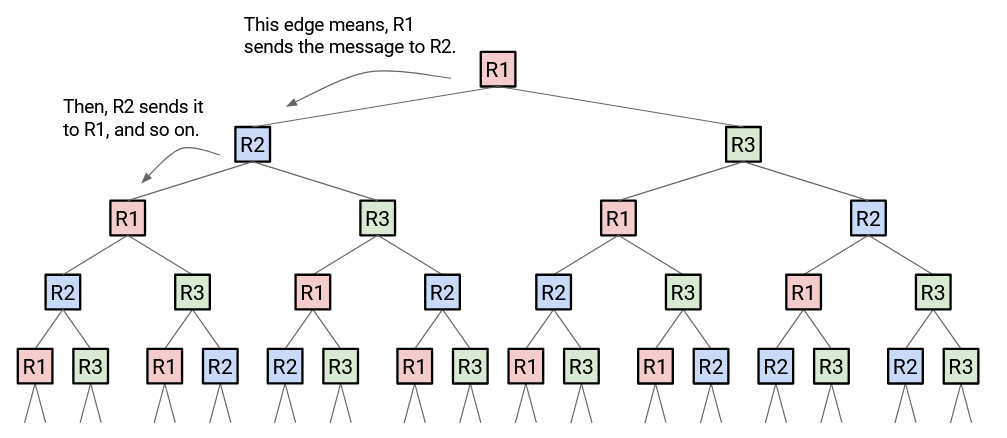 This edge means, R1
sends the message to R2.
R1
Then, R2 sends it
to R1, and so on.
R2 R3
R1 R3 R1 R2
R2 R3 R1 R2 R2 R3 R1 R3
R1 R3 R1 R2 R2 R3 R1 R3 R1 R3 R1 R2 R2 R3 R2 R3